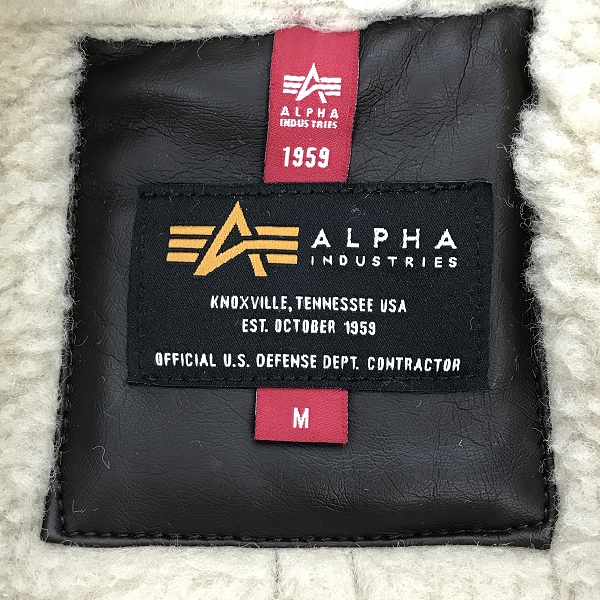 ALPHA
INDUSTRIES
1959
ALPHA
INDUSTRIES
KNOXVILLE, TENNESSEE USA
EST. OCTOBER 1959
OFFICIAL U.S. DEFENSE DEPT. CONTRACTOR
M